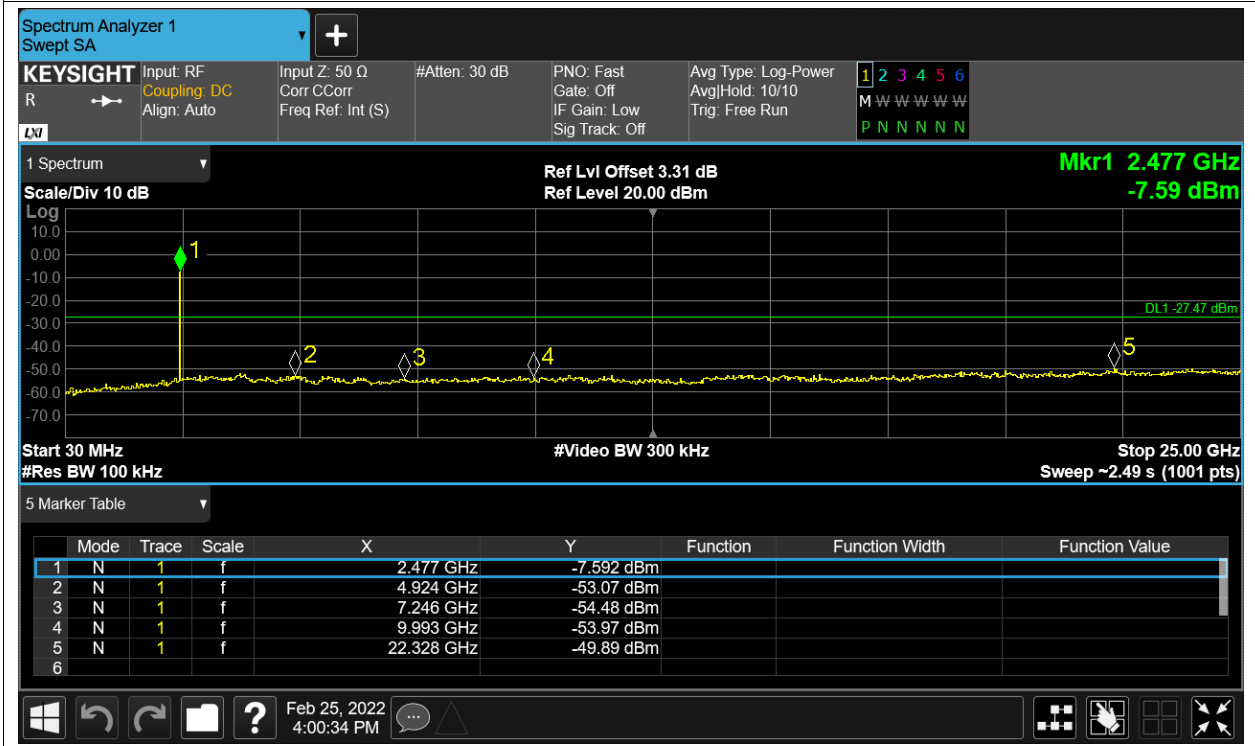 Spectrum Analyzer 1
Swept SA
KEYSIGHT
R
LXI
Input: RF
Coupling: DC
Align: Auto
Input Z: 50 Ω
Corr CCorr
Freq Ref: Int (S)
#Atten: 30 dB
PNO: Fast
Gate: Off
IF Gain: Low
Sig Track: Off
Avg Type: Log-Power
Avg|Hold: 10/10
Trig: Free Run
1 2 3 4 5 6
M W W W W W
P N N N N N
1 Spectrum
Scale/Div 10 dB
Ref Lvl Offset 3.31 dB
Ref Level 20.00 dBm
Mkr1 2.477 GHz
-7.59 dBm
Log
10.0
0.00
-10.0
-20.0
-30.0
-40.0
-50.0
-60.0
-70.0
1
2
3
4
5
DL1 -27.47 dBm
Start 30 MHz
#Res BW 100 kHz
#Video BW 300 kHz
Stop 25.00 GHz
Sweep ~2.49 s (1001 pts)
5 Marker Table
Mode Trace Scale X Y Function Function Width Function Value
1 N 1 f 2.477 GHz -7.592 dBm
2 N 1 f 4.924 GHz -53.07 dBm
3 N 1 f 7.246 GHz -54.48 dBm
4 N 1 f 9.993 GHz -53.97 dBm
5 N 1 f 22.328 GHz -49.89 dBm
6
?
Feb 25, 2022
4:00:34 PM